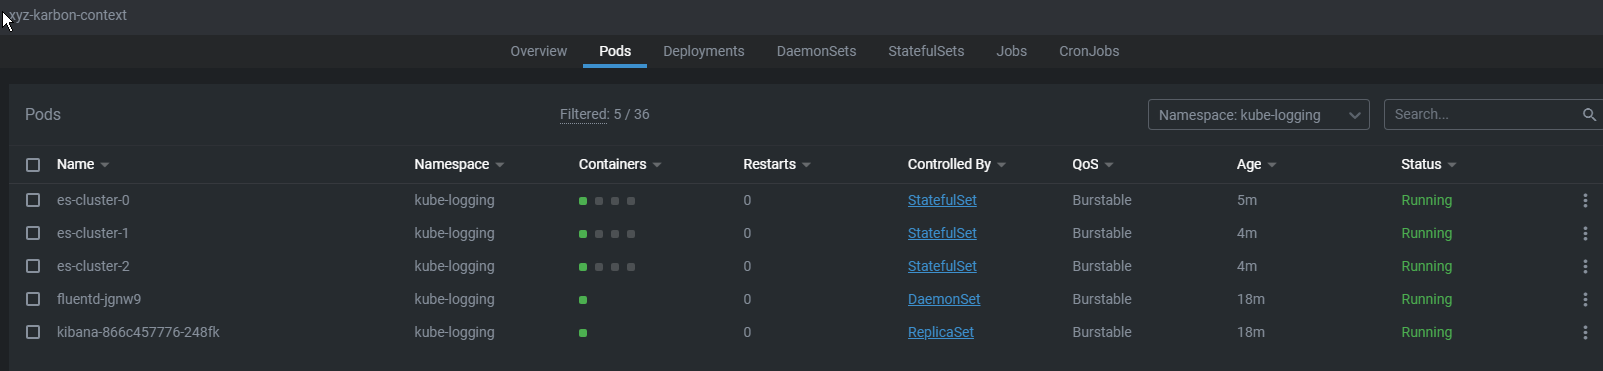 xyz-karbon-context
Overview Pods Deployments DaemonSets StatefulSets Jobs CronJobs
Pods Filtered: 5 / 36 Namespace: kube-logging Search...
Name Namespace Containers Restarts Controlled By QoS Age Status
es-cluster-0 kube-logging 0 StatefulSet Burstable 5m Running
es-cluster-1 kube-logging 0 StatefulSet Burstable 4m Running
es-cluster-2 kube-logging 0 StatefulSet Burstable 4m Running
fluentd-jgnw9 kube-logging 0 DaemonSet Burstable 18m Running
kibana-866c457776-248fk kube-logging 0 ReplicaSet Burstable 18m Running